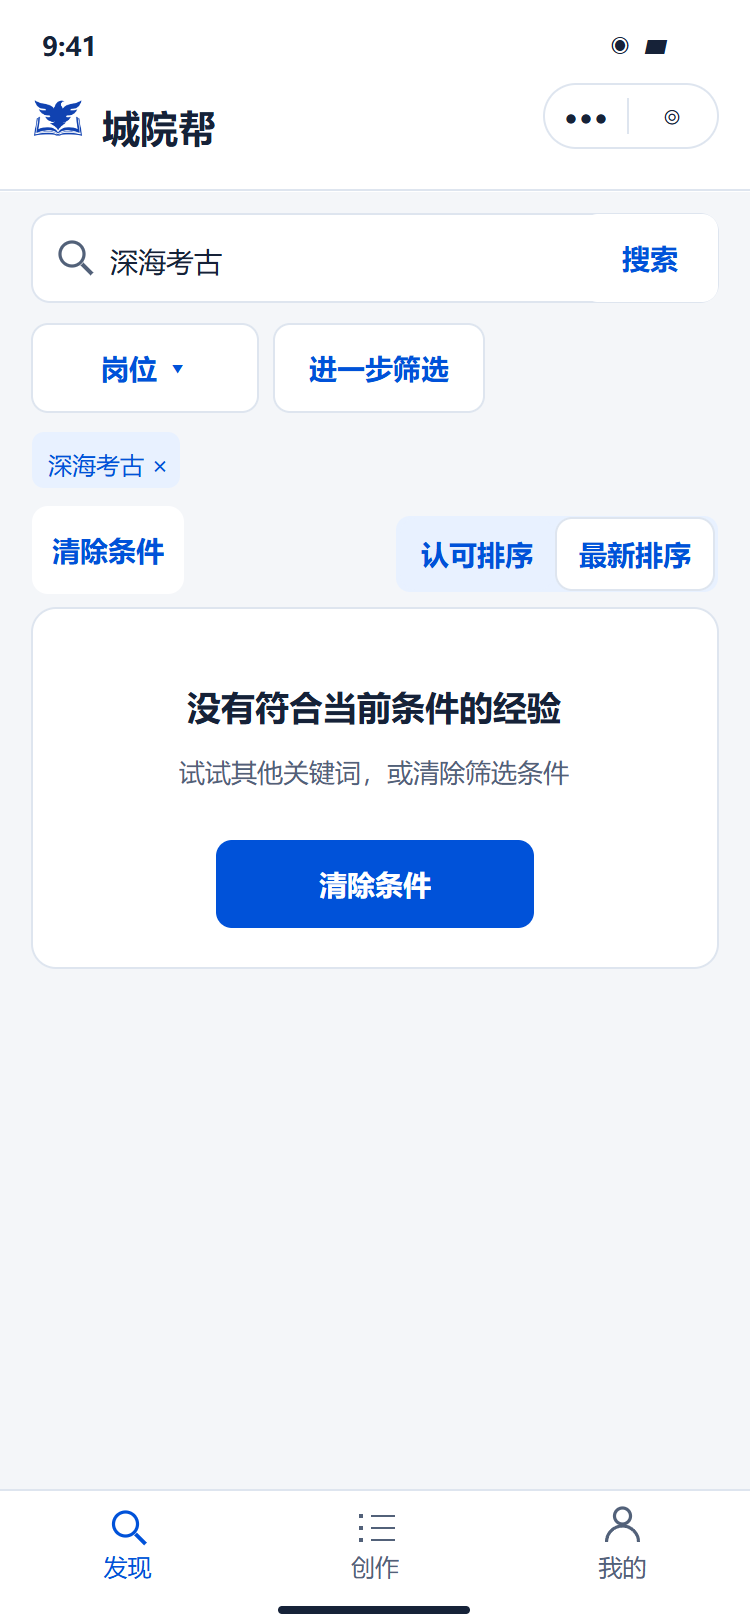 9:41
城院帮
深海考古
搜索
岗位 ▼
进一步筛选
深海考古 ×
清除条件
认可排序
最新排序
没有符合当前条件的经验
试试其他关键词，或清除筛选条件
清除条件
发现
创作
我的